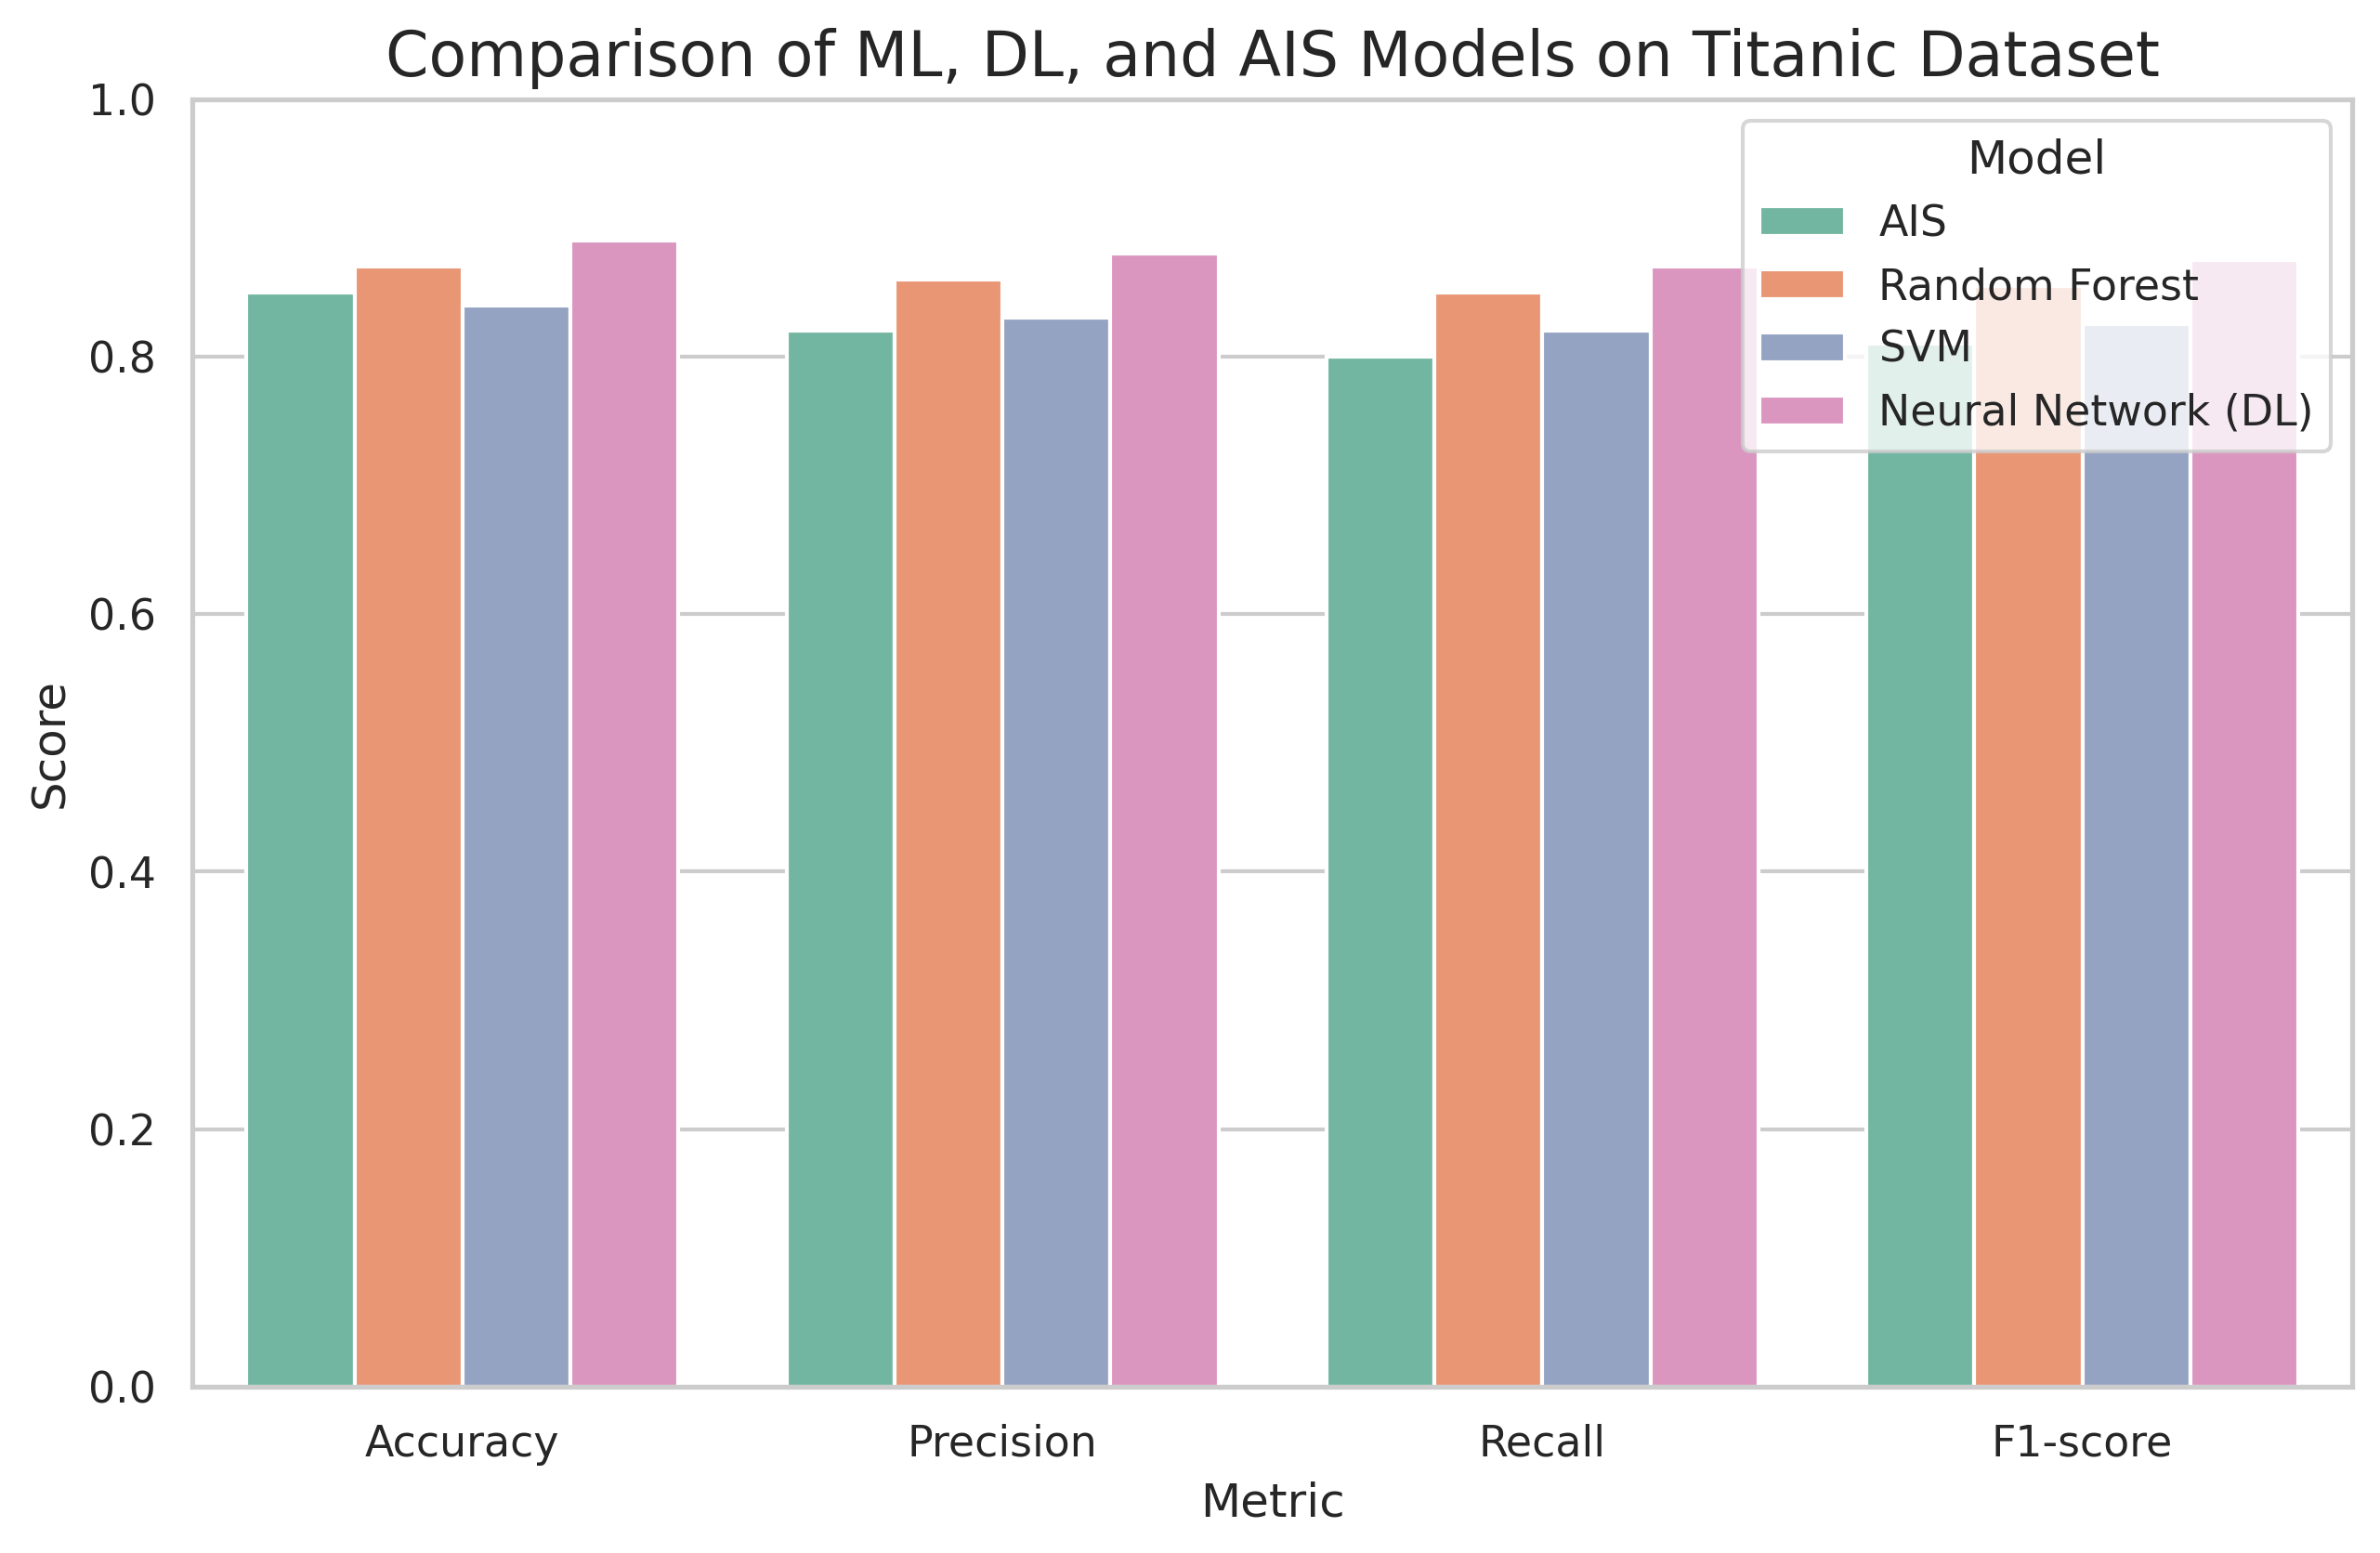 Comparison of ML, DL, and AIS Models on Titanic Dataset
1.0
0.8
0.6
0.4
0.2
0.0
Score
Model
AIS
Random Forest
SVM
Neural Network (DL)
Accuracy
Precision
Recall
F1-score
Metric